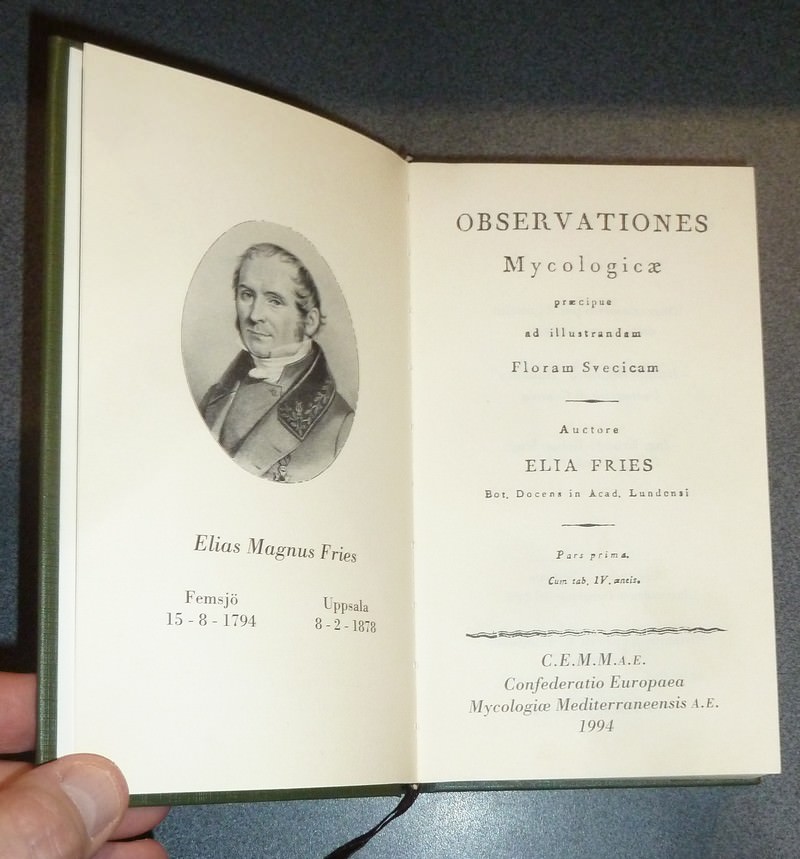 Elias Magnus Fries
Femsjö
15 - 8 - 1794
Uppsala
8 - 2 - 1878
OBSERVATIONES
Mycologicæ
præcipue
ad illustrandam
Floram Svecicam
Auctore
ELIA FRIES
Bot. Docens in Acad. Lundensi
Pars prima.
Cum tab. IV. æneis.
C.E.M.M.A.E.
Confederatio Europaea
Mycologiæ Mediterraneensis A.E.
1994